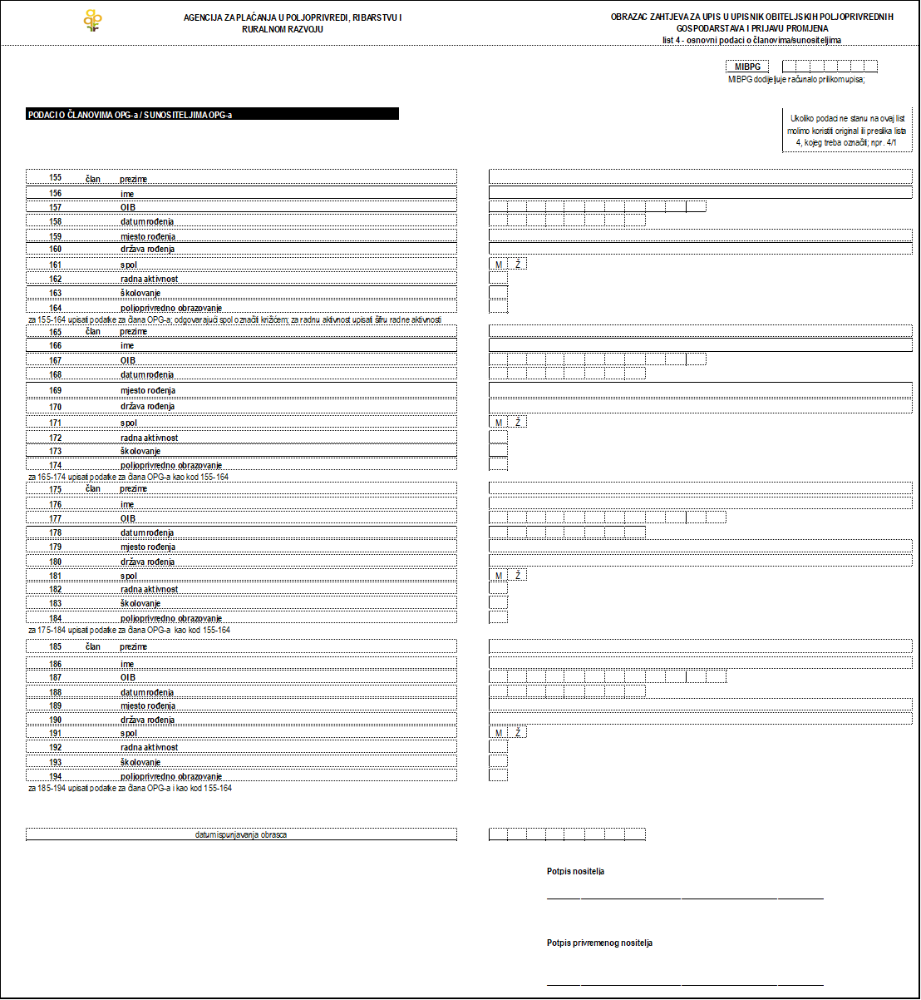 AGENCIJA ZA PLAĆANJA U POLJOPRIVREDI, RIBARSTVU I
RURALNOM RAZVOJU
OBRAZAC ZAHTJEVA ZA UPIS U UPISNIK OBITELJSKIH POLJOPRIVREDNIH
GOSPODARSTAVA I PRIJAVU PROMJENA
list 4 - osnovni podaci o članovima/sunositeljima
MIBPG
MIBPG dodijeljuje računalo prilikom upisa;
PODACI O ČLANOVIMA OPG-a / SUNOSITELJIMA OPG-a
Ukoliko podaci ne stanu na ovaj list
molimo koristiti original ili preslika lista
4, kojeg treba označiti; npr. 4/1
155 član prezime
156 ime
157 OIB
158 datum rođenja
159 mjesto rođenja
160 država rođenja
161 spol M Ž
162 radna aktivnost
163 školovanje
164 poljoprivredno obrazovanje
za 155-164 upisati podatke za člana OPG-a; odgovarajući spol označiti križićem; za radnu aktivnost upisati šifru radne aktivnosti
165 član prezime
166 ime
167 OIB
168 datum rođenja
169 mjesto rođenja
170 država rođenja
171 spol M Ž
172 radna aktivnost
173 školovanje
174 poljoprivredno obrazovanje
za 165-174 upisati podatke za člana OPG-a kao kod 155-164
175 član prezime
176 ime
177 OIB
178 datum rođenja
179 mjesto rođenja
180 država rođenja
181 spol M Ž
182 radna aktivnost
183 školovanje
184 poljoprivredno obrazovanje
za 175-184 upisati podatke za člana OPG-a kao kod 155-164
185 član prezime
186 ime
187 OIB
188 datum rođenja
189 mjesto rođenja
190 država rođenja
191 spol M Ž
192 radna aktivnost
193 školovanje
194 poljoprivredno obrazovanje
za 185-194 upisati podatke za člana OPG-a i kao kod 155-164
datum ispunjavanja obrasca
Potpis nositelja
Potpis privremenog nositelja